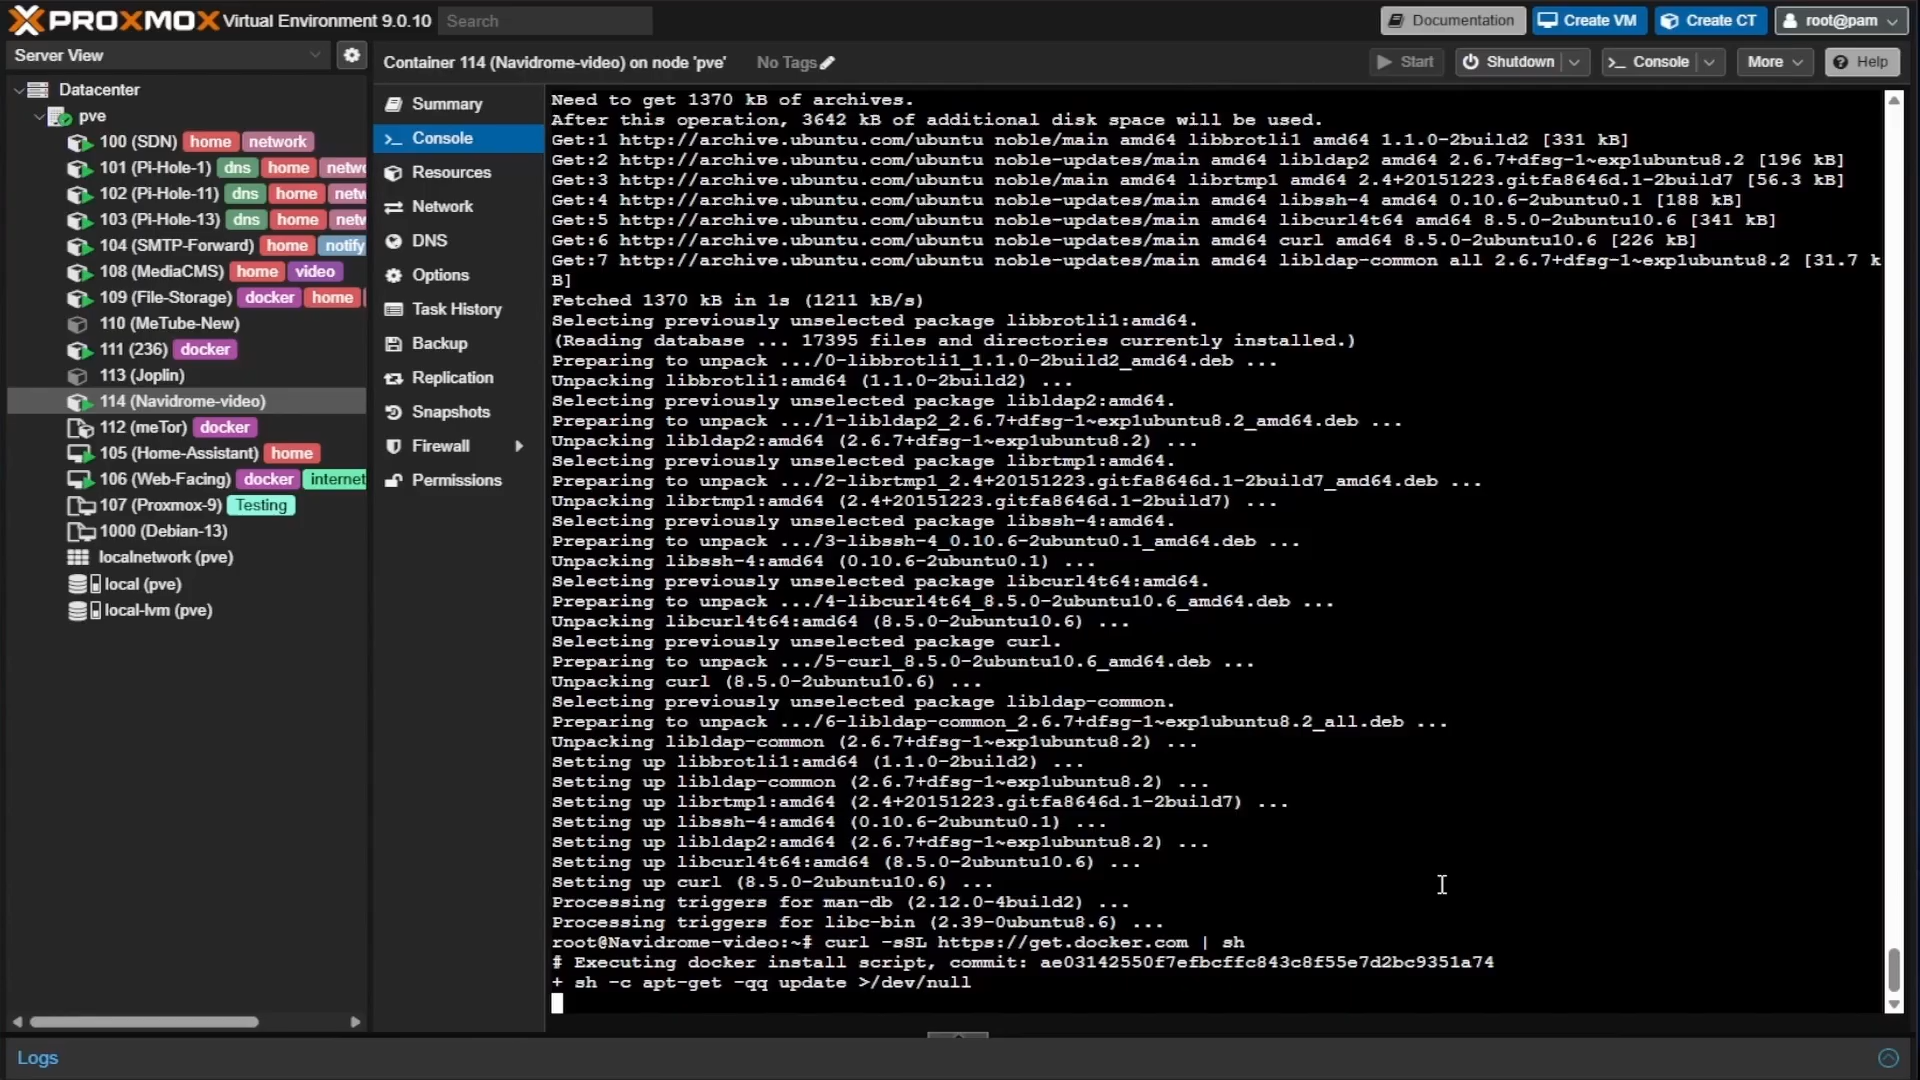 PROXMOX Virtual Environment 9.0.10 Search Documentation Create VM Create CT root@pam
Server View
Container 114 (Navidrome-video) on node 'pve' No Tags Start Shutdown >_ Console More Help
Datacenter
pve
100 (SDN) home network
101 (Pi-Hole-1) dns home netwo
102 (Pi-Hole-11) dns home netw
103 (Pi-Hole-13) dns home netw
104 (SMTP-Forward) home notify
108 (MediaCMS) home video
109 (File-Storage) docker home
110 (MeTube-New)
111 (236) docker
113 (Joplin)
114 (Navidrome-video)
112 (meTor) docker
105 (Home-Assistant) home
106 (Web-Facing) docker internet
107 (Proxmox-9) Testing
1000 (Debian-13)
localnetwork (pve)
local (pve)
local-lvm (pve)
Summary
>_ Console
Resources
Network
DNS
Options
Task History
Backup
Replication
Snapshots
Firewall
Permissions
Need to get 1370 kB of archives.
After this operation, 3642 kB of additional disk space will be used.
Get:1 http://archive.ubuntu.com/ubuntu noble/main amd64 libbrotli1 amd64 1.1.0-2build2 [331 kB]
Get:2 http://archive.ubuntu.com/ubuntu noble-updates/main amd64 libldap2 amd64 2.6.7+dfsg-1~exp1ubuntu8.2 [196 kB]
Get:3 http://archive.ubuntu.com/ubuntu noble/main amd64 librtmp1 amd64 2.4+20151223.gitfa8646d.1-2build7 [56.3 kB]
Get:4 http://archive.ubuntu.com/ubuntu noble-updates/main amd64 libssh-4 amd64 0.10.6-2ubuntu0.1 [188 kB]
Get:5 http://archive.ubuntu.com/ubuntu noble-updates/main amd64 libcurl4t64 amd64 8.5.0-2ubuntu10.6 [341 kB]
Get:6 http://archive.ubuntu.com/ubuntu noble-updates/main amd64 curl amd64 8.5.0-2ubuntu10.6 [226 kB]
Get:7 http://archive.ubuntu.com/ubuntu noble-updates/main amd64 libldap-common all 2.6.7+dfsg-1~exp1ubuntu8.2 [31.7 k
B]
Fetched 1370 kB in 1s (1211 kB/s)
Selecting previously unselected package libbrotli1:amd64.
(Reading database ... 17395 files and directories currently installed.)
Preparing to unpack .../0-libbrotli1_1.1.0-2build2_amd64.deb ...
Unpacking libbrotli1:amd64 (1.1.0-2build2) ...
Selecting previously unselected package libldap2:amd64.
Preparing to unpack .../1-libldap2_2.6.7+dfsg-1~exp1ubuntu8.2_amd64.deb ...
Unpacking libldap2:amd64 (2.6.7+dfsg-1~exp1ubuntu8.2) ...
Selecting previously unselected package librtmp1:amd64.
Preparing to unpack .../2-librtmp1_2.4+20151223.gitfa8646d.1-2build7_amd64.deb ...
Unpacking librtmp1:amd64 (2.4+20151223.gitfa8646d.1-2build7) ...
Selecting previously unselected package libssh-4:amd64.
Preparing to unpack .../3-libssh-4_0.10.6-2ubuntu0.1_amd64.deb ...
Unpacking libssh-4:amd64 (0.10.6-2ubuntu0.1) ...
Selecting previously unselected package libcurl4t64:amd64.
Preparing to unpack .../4-libcurl4t64_8.5.0-2ubuntu10.6_amd64.deb ...
Unpacking libcurl4t64:amd64 (8.5.0-2ubuntu10.6) ...
Selecting previously unselected package curl.
Preparing to unpack .../5-curl_8.5.0-2ubuntu10.6_amd64.deb ...
Unpacking curl (8.5.0-2ubuntu10.6) ...
Selecting previously unselected package libldap-common.
Preparing to unpack .../6-libldap-common_2.6.7+dfsg-1~exp1ubuntu8.2_all.deb ...
Unpacking libldap-common (2.6.7+dfsg-1~exp1ubuntu8.2) ...
Setting up libbrotli1:amd64 (1.1.0-2build2) ...
Setting up libldap-common (2.6.7+dfsg-1~exp1ubuntu8.2) ...
Setting up librtmp1:amd64 (2.4+20151223.gitfa8646d.1-2build7) ...
Setting up libssh-4:amd64 (0.10.6-2ubuntu0.1) ...
Setting up libldap2:amd64 (2.6.7+dfsg-1~exp1ubuntu8.2) ...
Setting up libcurl4t64:amd64 (8.5.0-2ubuntu10.6) ...
Setting up curl (8.5.0-2ubuntu10.6) ...
Processing triggers for man-db (2.12.0-4build2) ...
Processing triggers for libc-bin (2.39-0ubuntu8.6) ...
root@Navidrome-video:~# curl -sSL https://get.docker.com | sh
# Executing docker install script, commit: ae03142550f7efbcffc843c8f55e7d2bc9351a74
+ sh -c apt-get -qq update >/dev/null
Logs